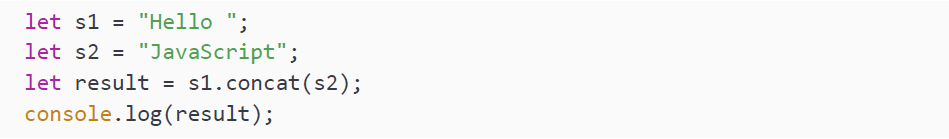 let s1 = "Hello ";
let s2 = "JavaScript";
let result = s1.concat(s2);
console.log(result);